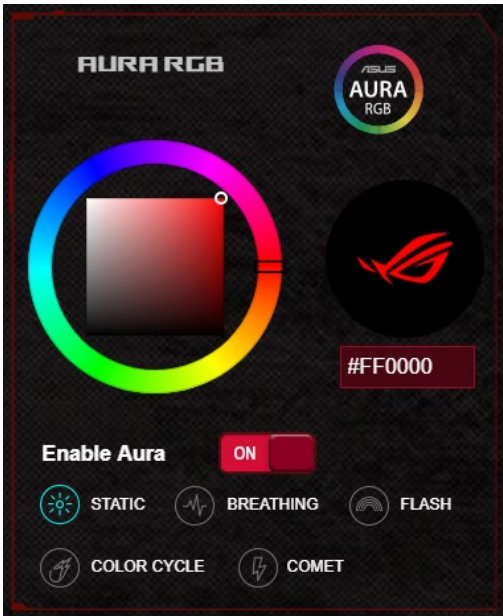 AURA RGB
ASUS
AURA
RGB
#FF0000
Enable Aura ON
STATIC BREATHING FLASH
COLOR CYCLE COMET